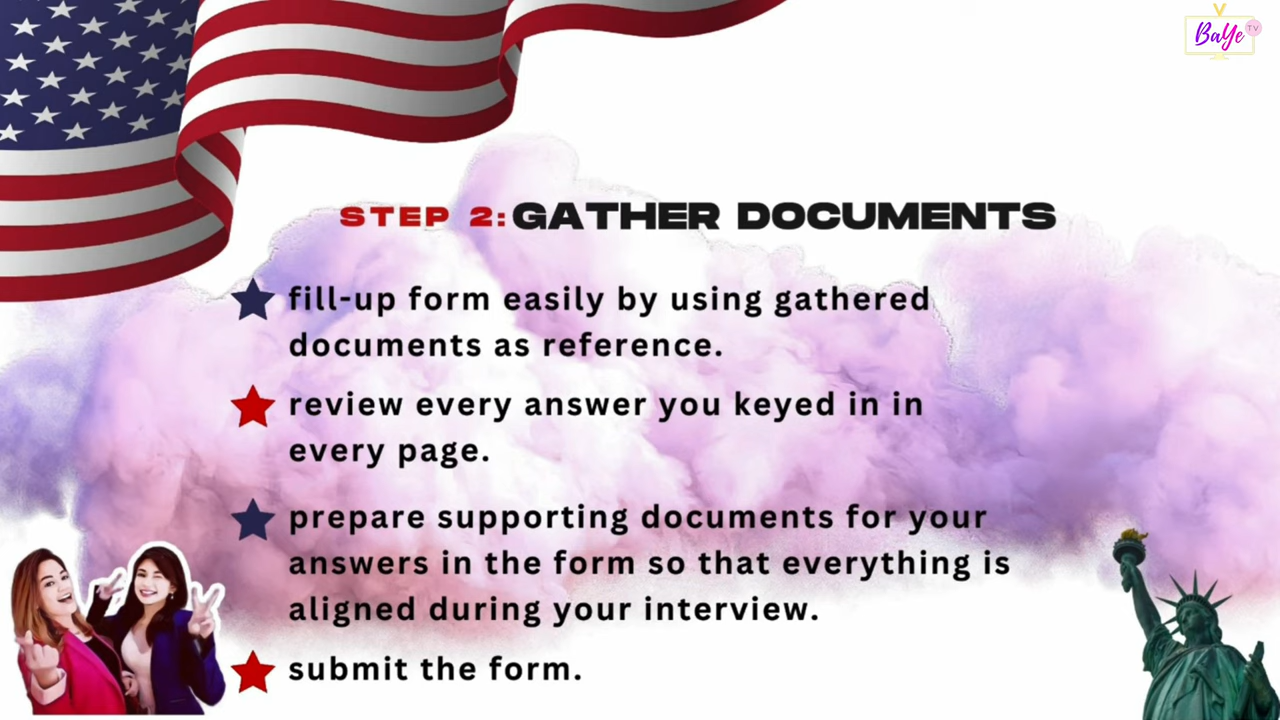 BaYe TV
STEP 2: GATHER DOCUMENTS
fill-up form easily by using gathered
documents as reference.
review every answer you keyed in in
every page.
prepare supporting documents for your
answers in the form so that everything is
aligned during your interview.
submit the form.